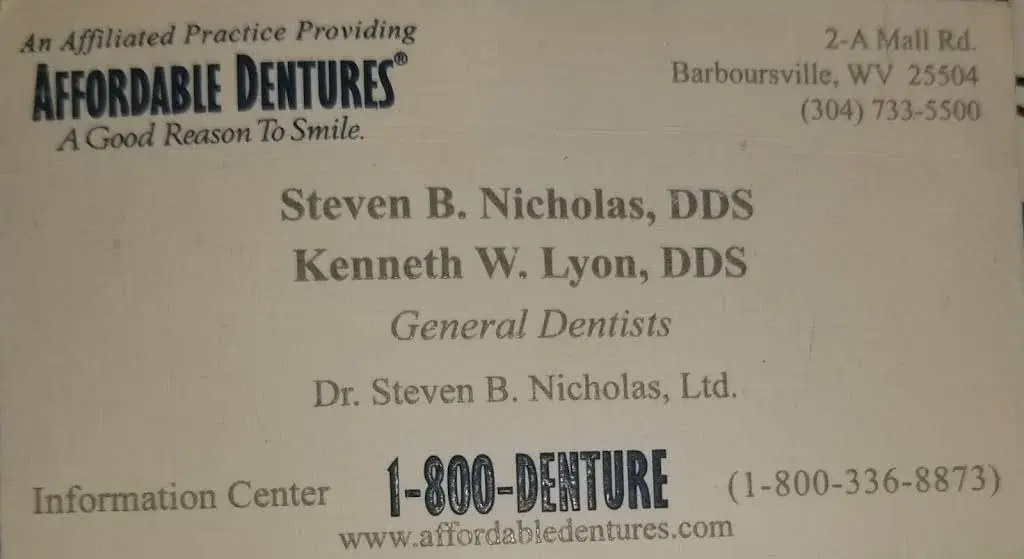 An Affiliated Practice Providing
AFFORDABLE DENTURES®
A Good Reason To Smile.
2-A Mall Rd.
Barboursville, WV 25504
(304) 733-5500
Steven B. Nicholas, DDS
Kenneth W. Lyon, DDS
General Dentists
Dr. Steven B. Nicholas, Ltd.
Information Center 1-800-DENTURE (1-800-336-8873)
www.affordabledentures.com